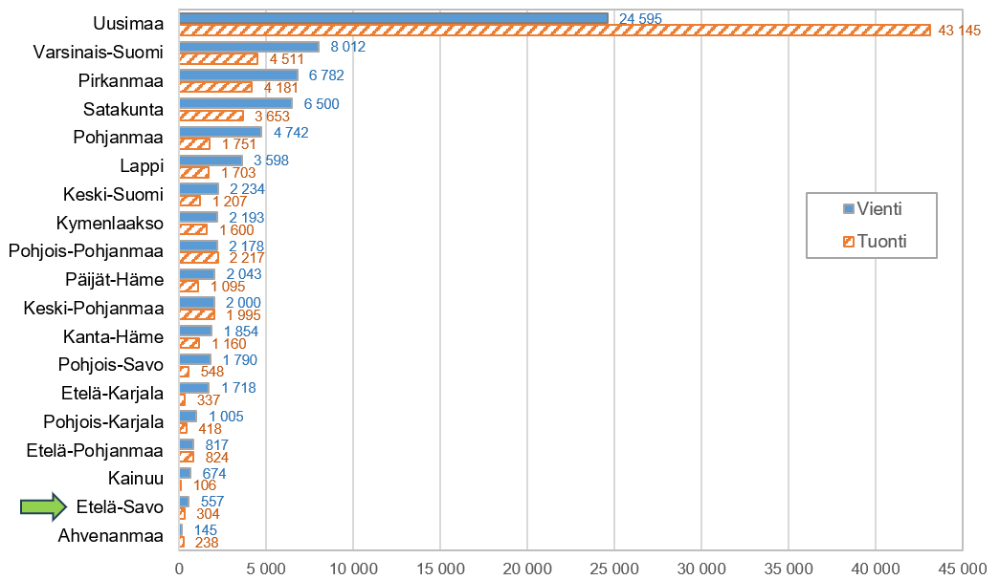 Uusimaa
24 595
43 145
Varsinais-Suomi
8 012
4 511
Pirkanmaa
6 782
4 181
Satakunta
6 500
3 653
Pohjanmaa
4 742
1 751
Lappi
3 598
1 703
Keski-Suomi
2 234
1 207
Kymenlaakso
2 193
1 600
Pohjois-Pohjanmaa
2 178
2 217
Päijät-Häme
2 043
1 095
Keski-Pohjanmaa
2 000
1 995
Kanta-Häme
1 854
1 160
Pohjois-Savo
1 790
548
Etelä-Karjala
1 718
337
Pohjois-Karjala
1 005
418
Etelä-Pohjanmaa
817
824
Kainuu
674
106
Etelä-Savo
557
304
Ahvenanmaa
145
238
Vienti
Tuonti
0 5 000 10 000 15 000 20 000 25 000 30 000 35 000 40 000 45 000